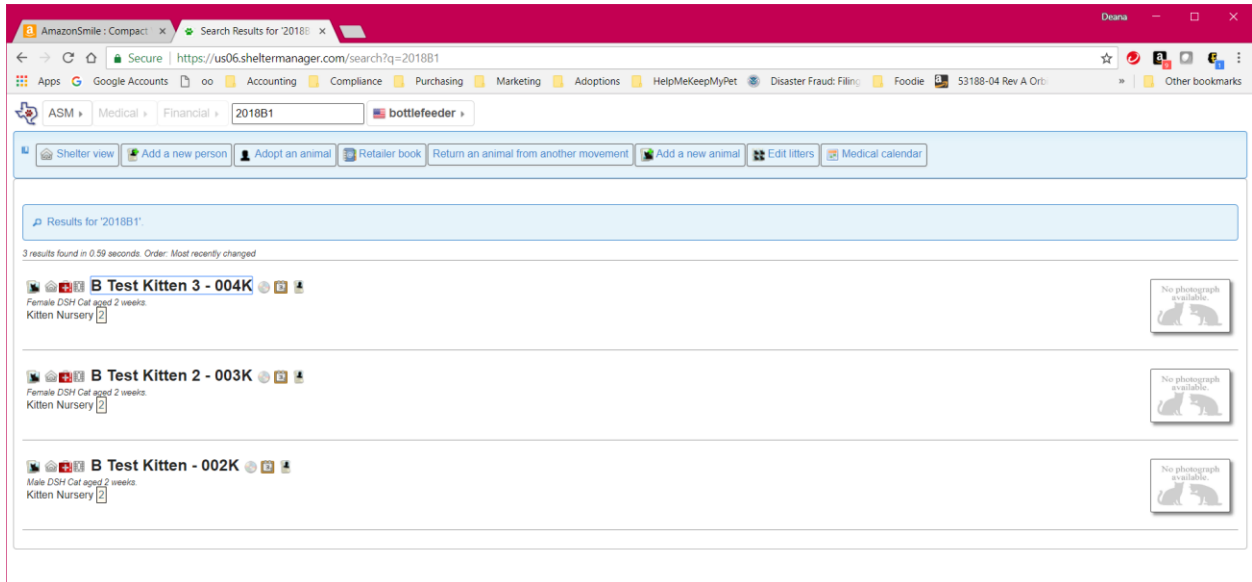 Deana
AmazonSmile : Compact
Search Results for '2018B
Secure | https://us06.sheltermanager.com/search?q=2018B1
Apps Google Accounts oo Accounting Compliance Purchasing Marketing Adoptions HelpMeKeepMyPet Disaster Fraud: Filing Foodie 53188-04 Rev A Orb » Other bookmarks
ASM Medical Financial 2018B1 bottlefeeder
Shelter view Add a new person Adopt an animal Retailer book Return an animal from another movement Add a new animal Edit litters Medical calendar
Results for '2018B1'.
3 results found in 0.59 seconds. Order: Most recently changed
B Test Kitten 3 - 004K
Female DSH Cat aged 2 weeks.
Kitten Nursery 2
No photograph
available.
B Test Kitten 2 - 003K
Female DSH Cat aged 2 weeks.
Kitten Nursery 2
No photograph
available.
B Test Kitten - 002K
Male DSH Cat aged 2 weeks.
Kitten Nursery 2
No photograph
available.